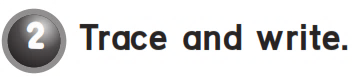 2 Trace and write.